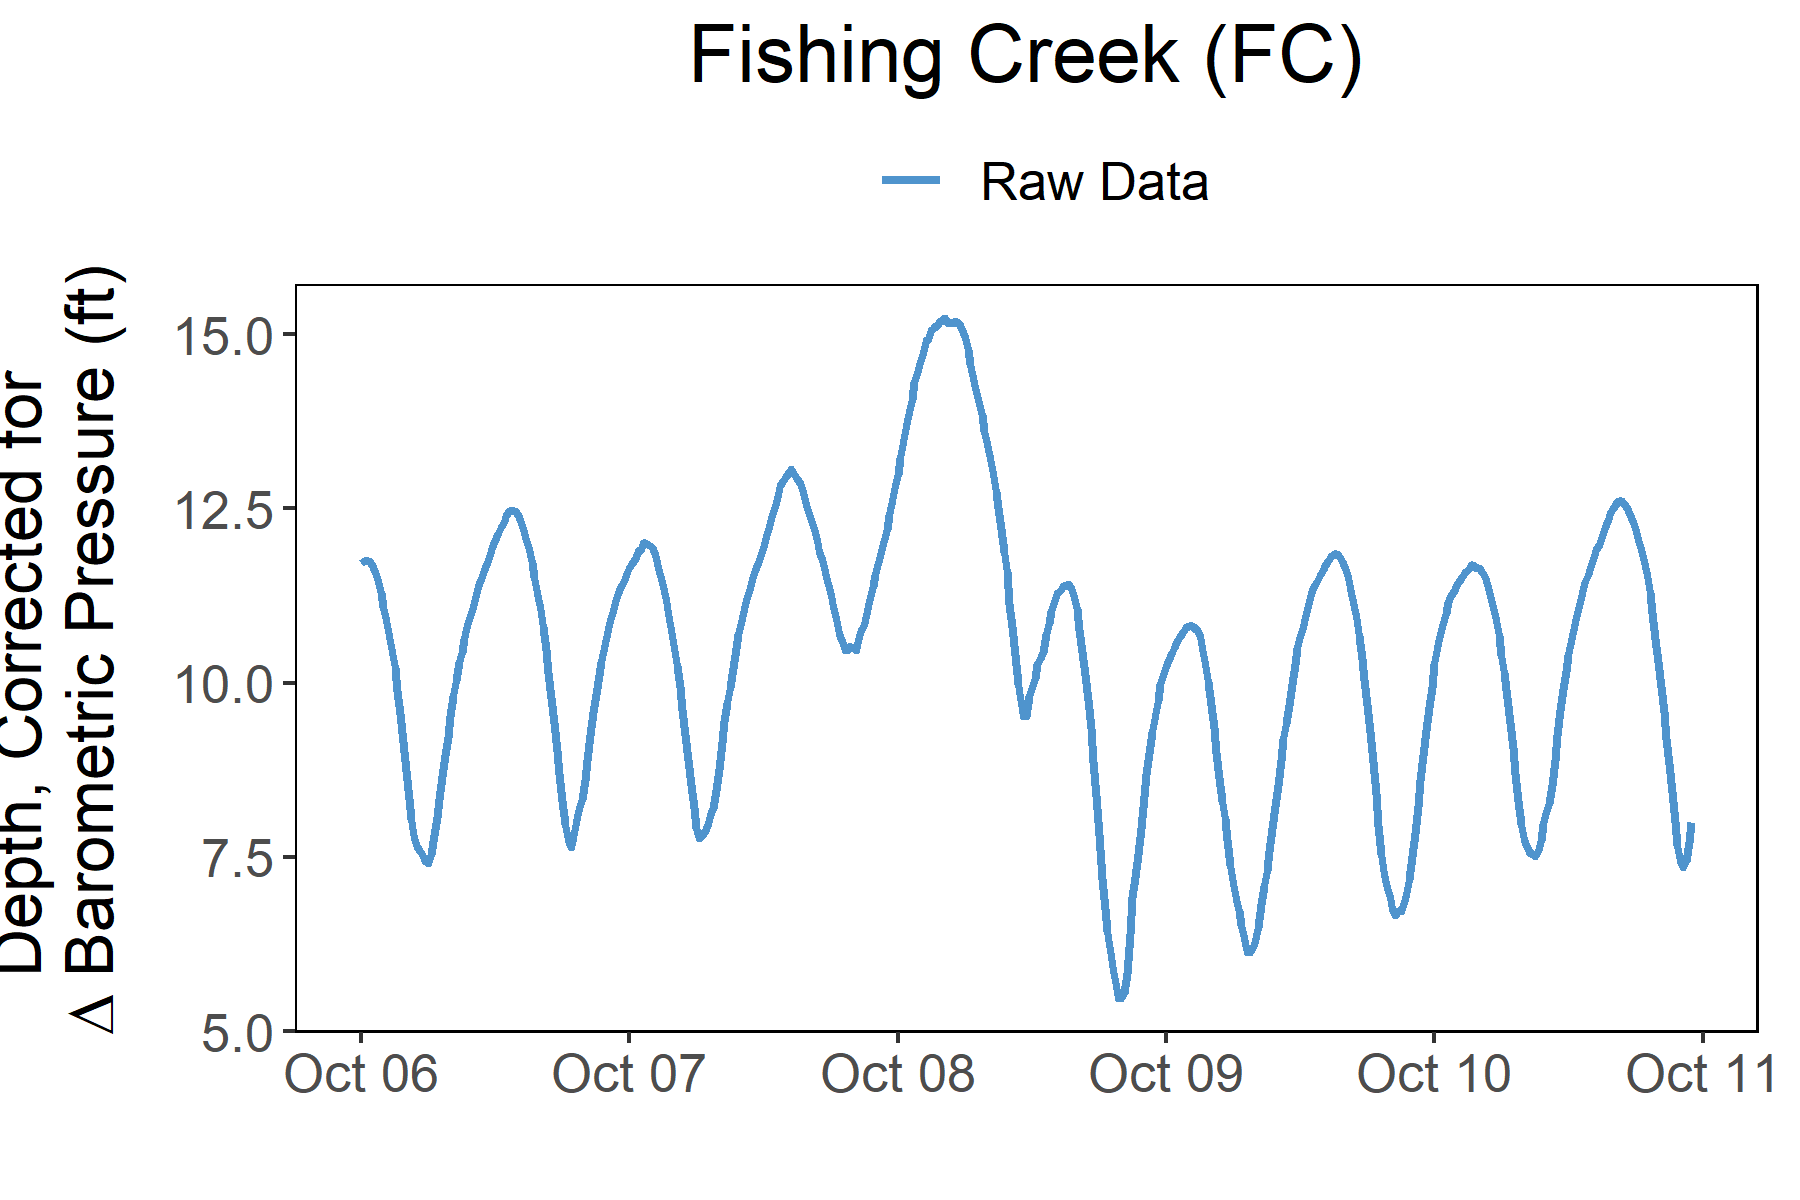 Fishing Creek (FC)
Raw Data
Depth, Corrected for
Δ Barometric Pressure (ft)
15.0
12.5
10.0
7.5
5.0
Oct 06
Oct 07
Oct 08
Oct 09
Oct 10
Oct 11